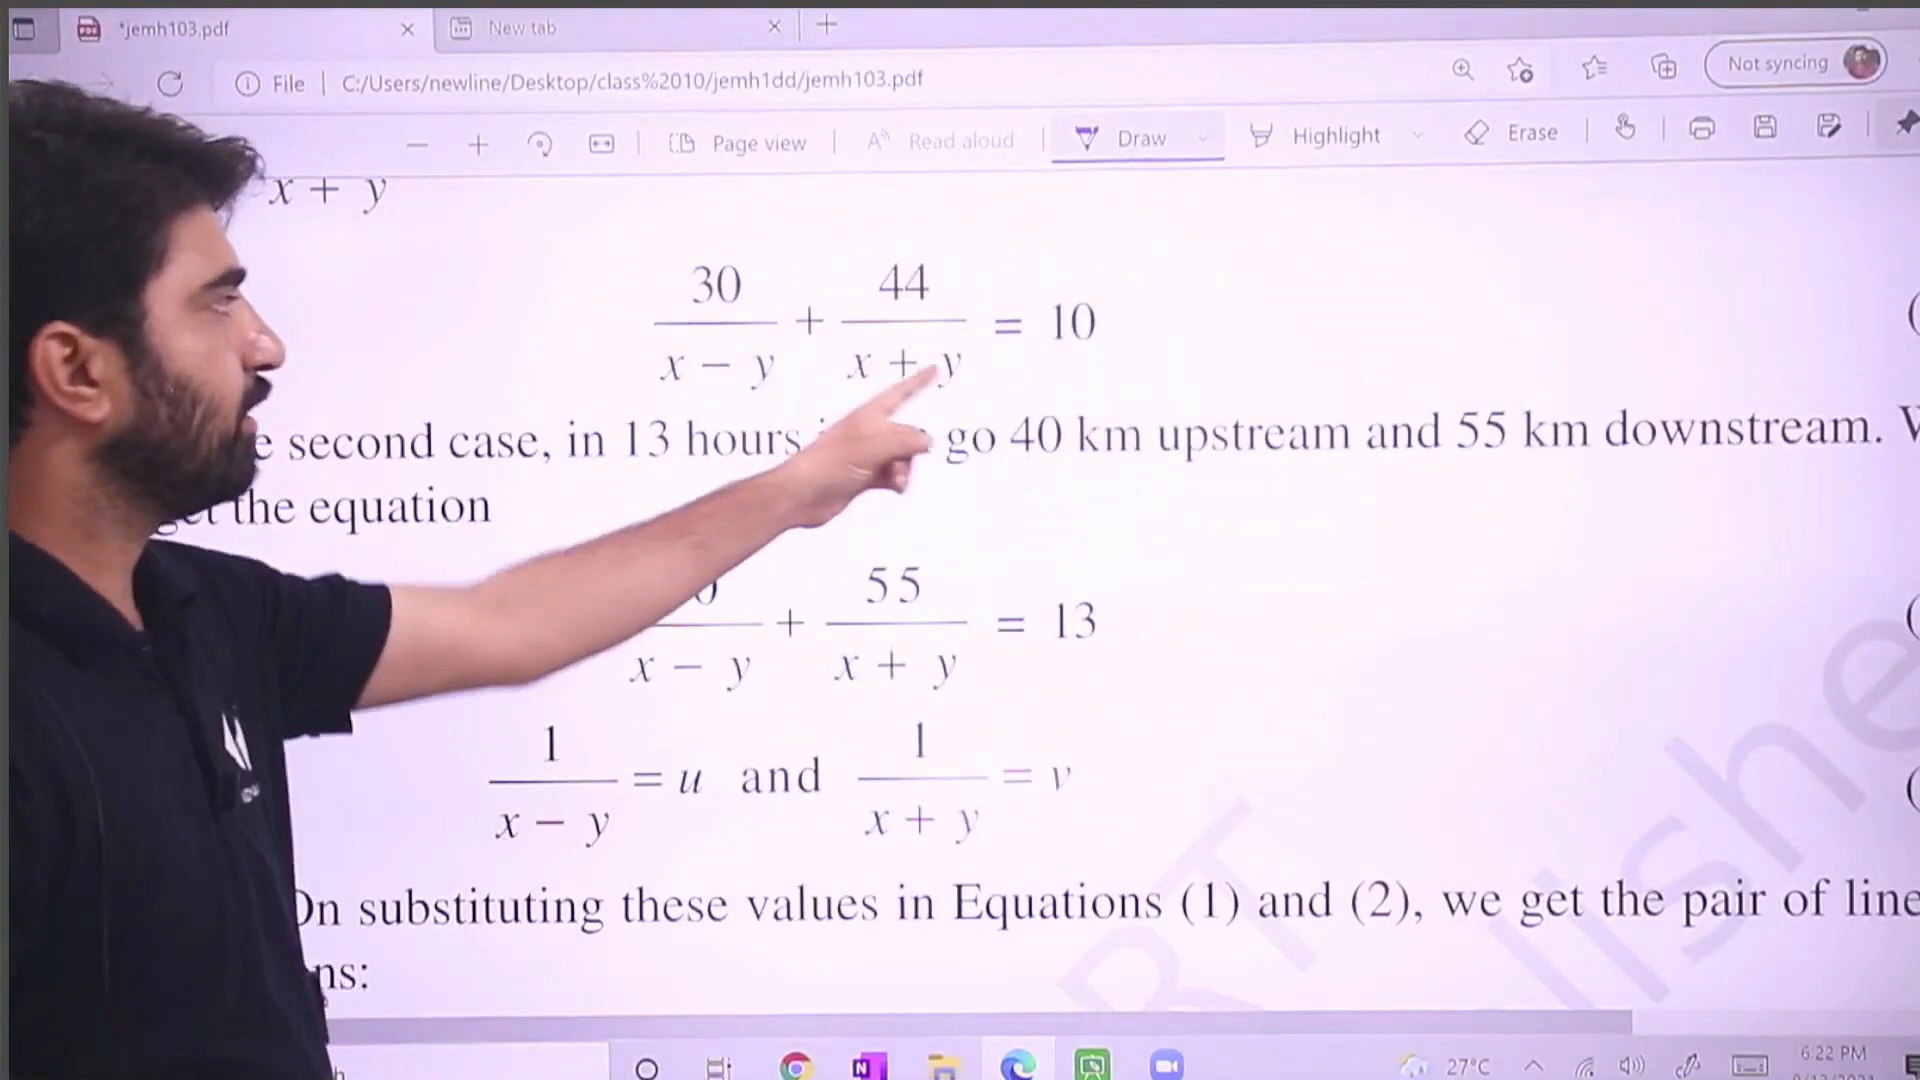 *jemh103.pdf
New tab
File | C:/Users/newline/Desktop/class%2010/jemh1dd/jemh103.pdf
Not syncing
Page view
Read aloud
Draw
Highlight
Erase
x + y
30/(x − y) + 44/(x + y) = 10
second case, in 13 hours go 40 km upstream and 55 km downstream.
the equation
55
x − y + x + y = 13
1/(x − y) = u and 1/(x + y) = v
On substituting these values in Equations (1) and (2), we get the pair of line
ns:
27°C
6:22 PM